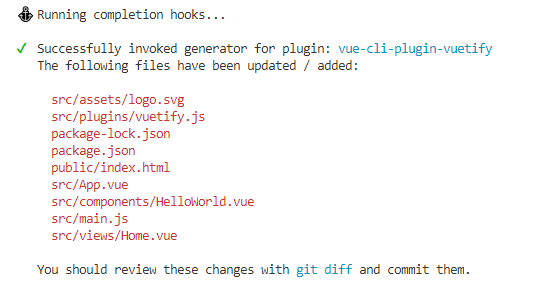 Running completion hooks...
✓ Successfully invoked generator for plugin: vue-cli-plugin-vuetify
The following files have been updated / added:
src/assets/logo.svg
src/plugins/vuetify.js
package-lock.json
package.json
public/index.html
src/App.vue
src/components/HelloWorld.vue
src/main.js
src/views/Home.vue
You should review these changes with git diff and commit them.